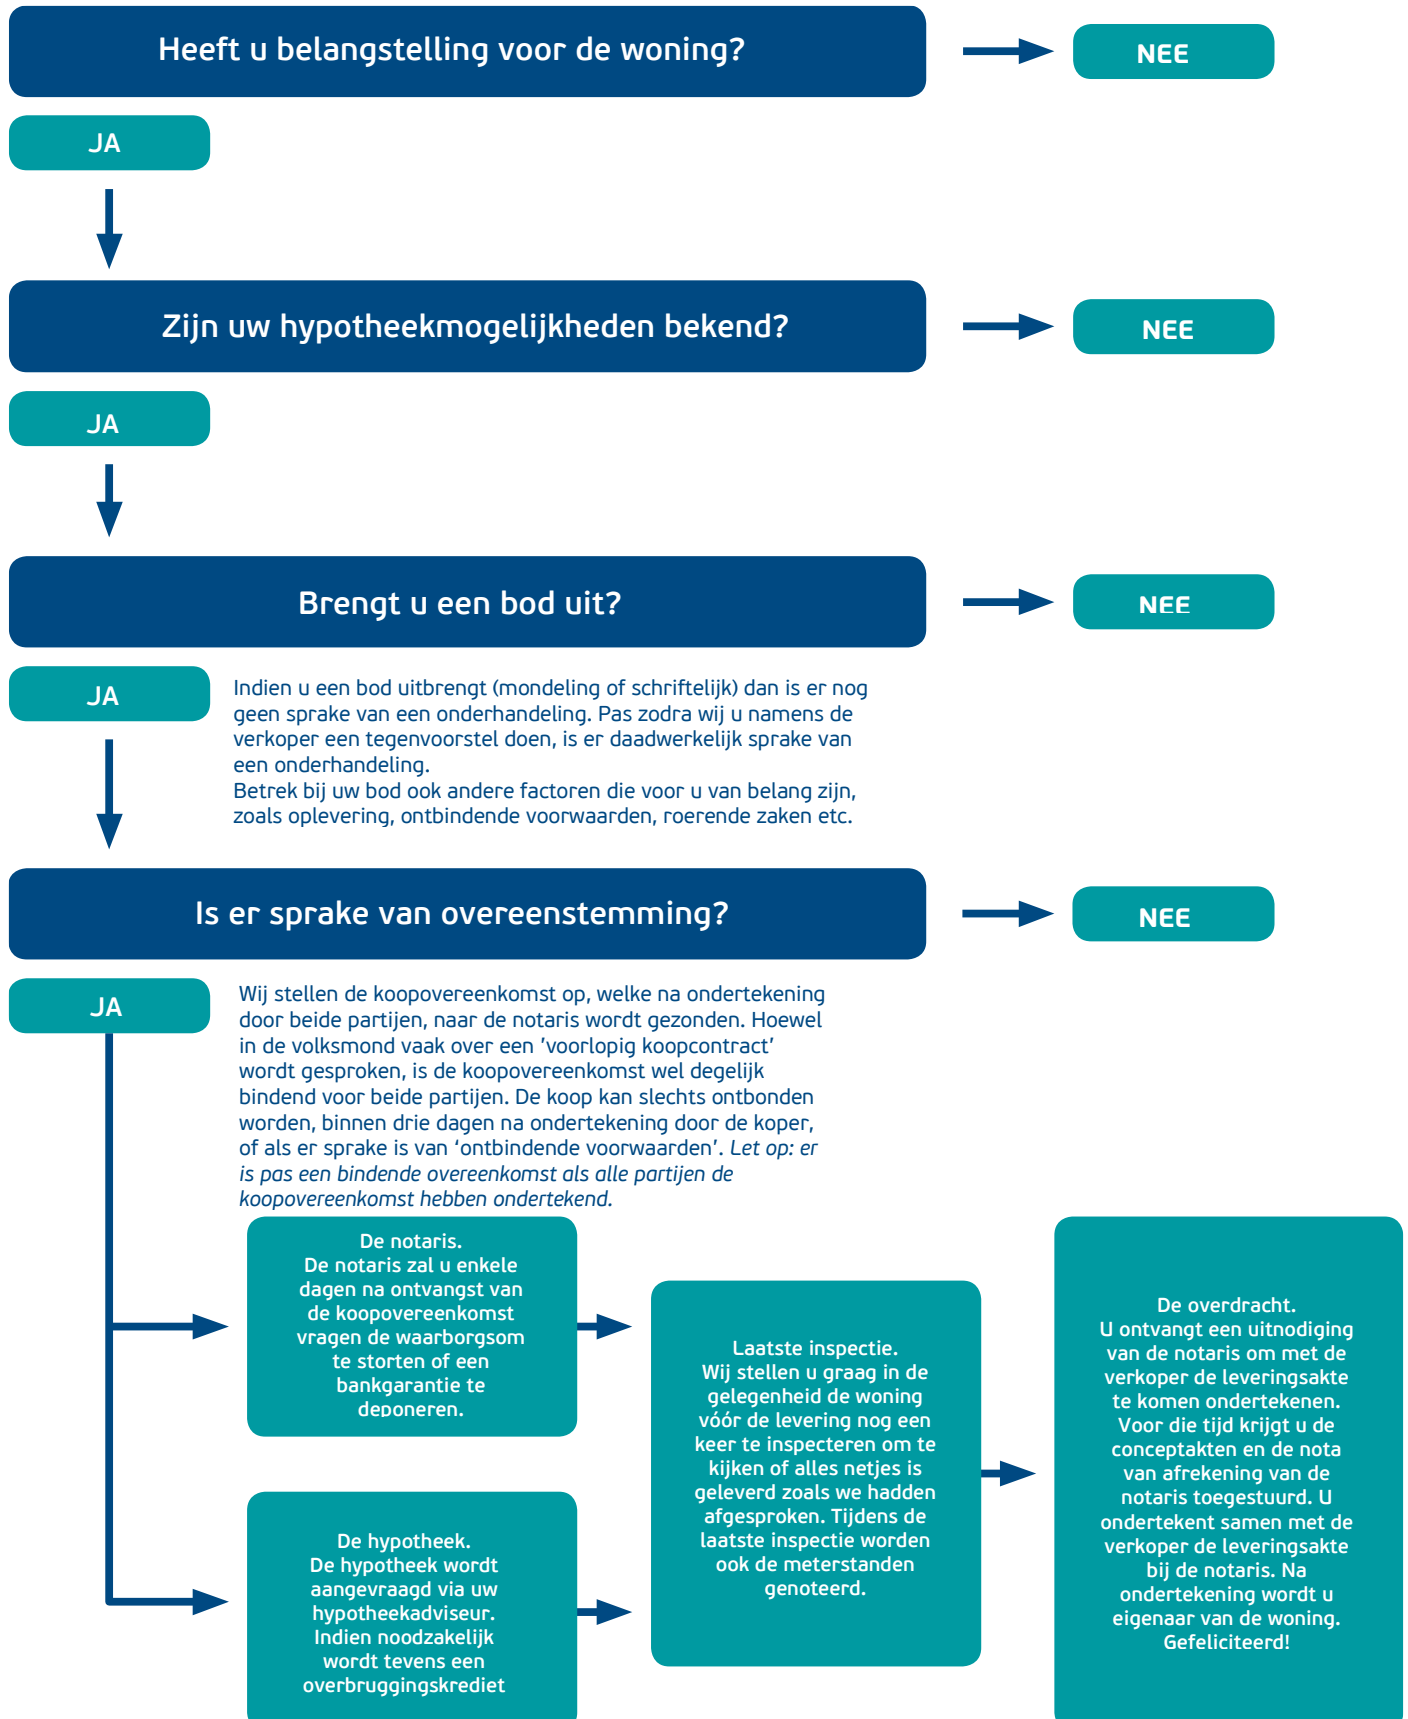 Heeft u belangstelling voor de woning?
NEE
JA
Zijn uw hypotheekmogelijkheden bekend?
NEE
JA
Brengt u een bod uit?
NEE
JA
Indien u een bod uitbrengt (mondeling of schriftelijk) dan is er nog
geen sprake van een onderhandeling. Pas zodra wij u namens de
verkoper een tegenvoorstel doen, is er daadwerkelijk sprake van
een onderhandeling.
Betrek bij uw bod ook andere factoren die voor u van belang zijn,
zoals oplevering, ontbindende voorwaarden, roerende zaken etc.
Is er sprake van overeenstemming?
NEE
JA
Wij stellen de koopovereenkomst op, welke na ondertekening
door beide partijen, naar de notaris wordt gezonden. Hoewel
in de volksmond vaak over een 'voorlopig koopcontract'
wordt gesproken, is de koopovereenkomst wel degelijk
bindend voor beide partijen. De koop kan slechts ontbonden
worden, binnen drie dagen na ondertekening door de koper,
of als er sprake is van ‘ontbindende voorwaarden’. Let op: er
is pas een bindende overeenkomst als alle partijen de
koopovereenkomst hebben ondertekend.
De notaris.
De notaris zal u enkele
dagen na ontvangst van
de koopovereenkomst
vragen de waarborgsom
te storten of een
bankgarantie te
deponeren.
De hypotheek.
De hypotheek wordt
aangevraagd via uw
hypotheekadviseur.
Indien noodzakelijk
wordt tevens een
overbruggingskrediet
Laatste inspectie.
Wij stellen u graag in de
gelegenheid de woning
vóór de levering nog een
keer te inspecteren om te
kijken of alles netjes is
geleverd zoals we hadden
afgesproken. Tijdens de
laatste inspectie worden
ook de meterstanden
genoteerd.
De overdracht.
U ontvangt een uitnodiging
van de notaris om met de
verkoper de leveringsakte
te komen ondertekenen.
Voor die tijd krijgt u de
conceptakten en de nota
van afrekening van de
notaris toegestuurd. U
ondertekent samen met de
verkoper de leveringsakte
bij de notaris. Na
ondertekening wordt u
eigenaar van de woning.
Gefeliciteerd!